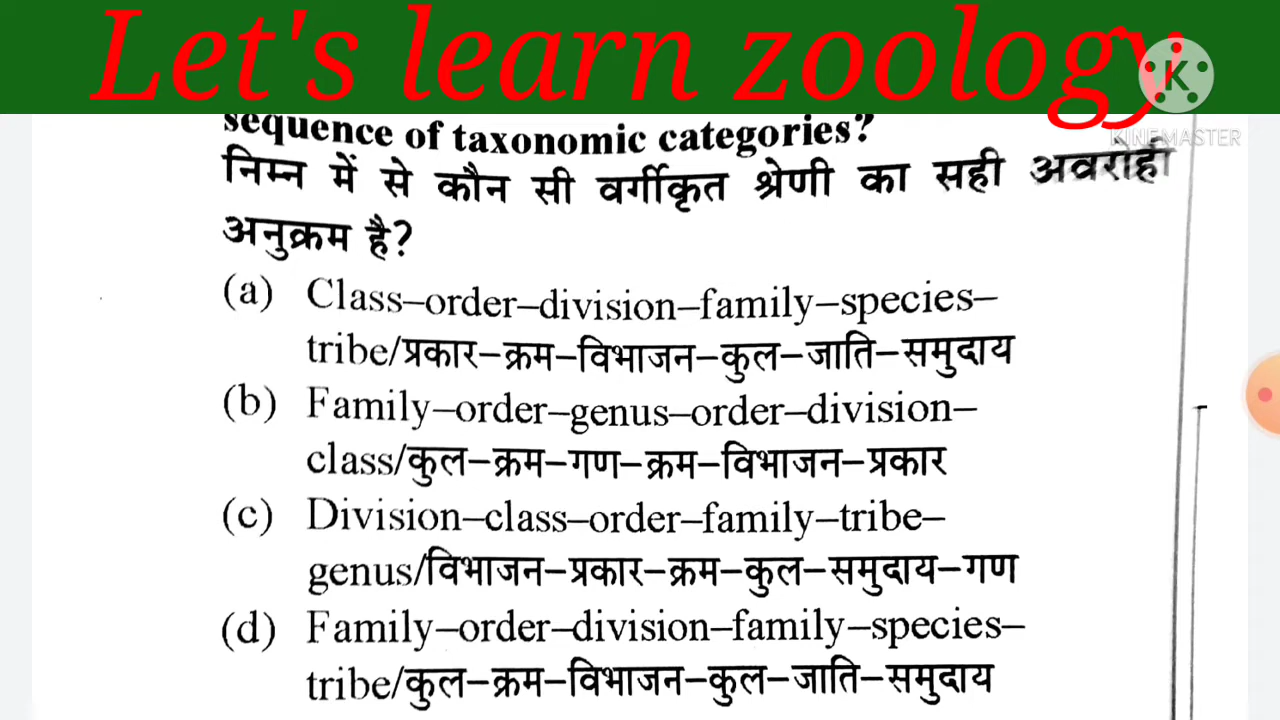 Let's learn zoology
K
KINEMASTER
sequence of taxonomic categories?
निम्न में से कौन सी वर्गीकृत श्रेणी का सही अवरोही
अनुक्रम है?
(a) Class–order–division–family–species–
tribe/प्रकार–क्रम–विभाजन–कुल–जाति–समुदाय
(b) Family–order–genus–order–division–
class/कुल–क्रम–गण–क्रम–विभाजन–प्रकार
(c) Division–class–order–family–tribe–
genus/विभाजन–प्रकार–क्रम–कुल–समुदाय–गण
(d) Family–order–division–family–species–
tribe/कुल–क्रम–विभाजन–कुल–जाति–समुदाय